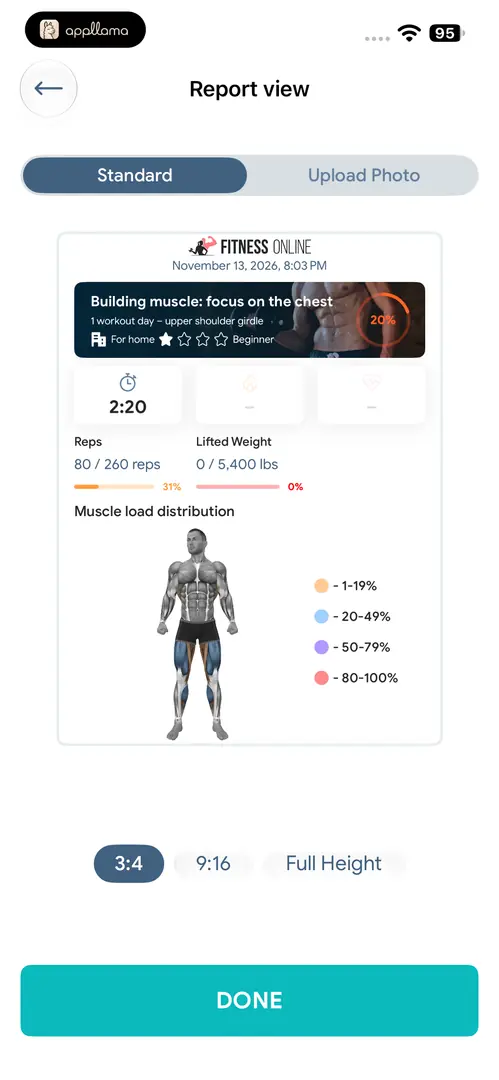 appllama
95
Report view
Standard Upload Photo
FITNESS ONLINE
November 13, 2026, 8:03 PM
Building muscle: focus on the chest
1 workout day – upper shoulder girdle
20%
For home Beginner
2:20 – –
Reps Lifted Weight
80 / 260 reps 0 / 5,400 lbs
31% 0%
Muscle load distribution
- 1-19%
- 20-49%
- 50-79%
- 80-100%
3:4 9:16 Full Height
DONE